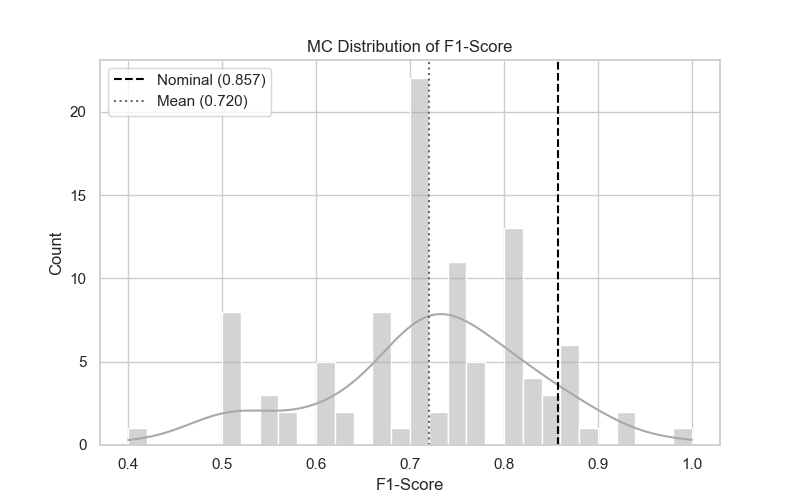 MC Distribution of F1-Score
Nominal (0.857)
Mean (0.720)
Count
20
15
10
5
0
0.4 0.5 0.6 0.7 0.8 0.9 1.0
F1-Score